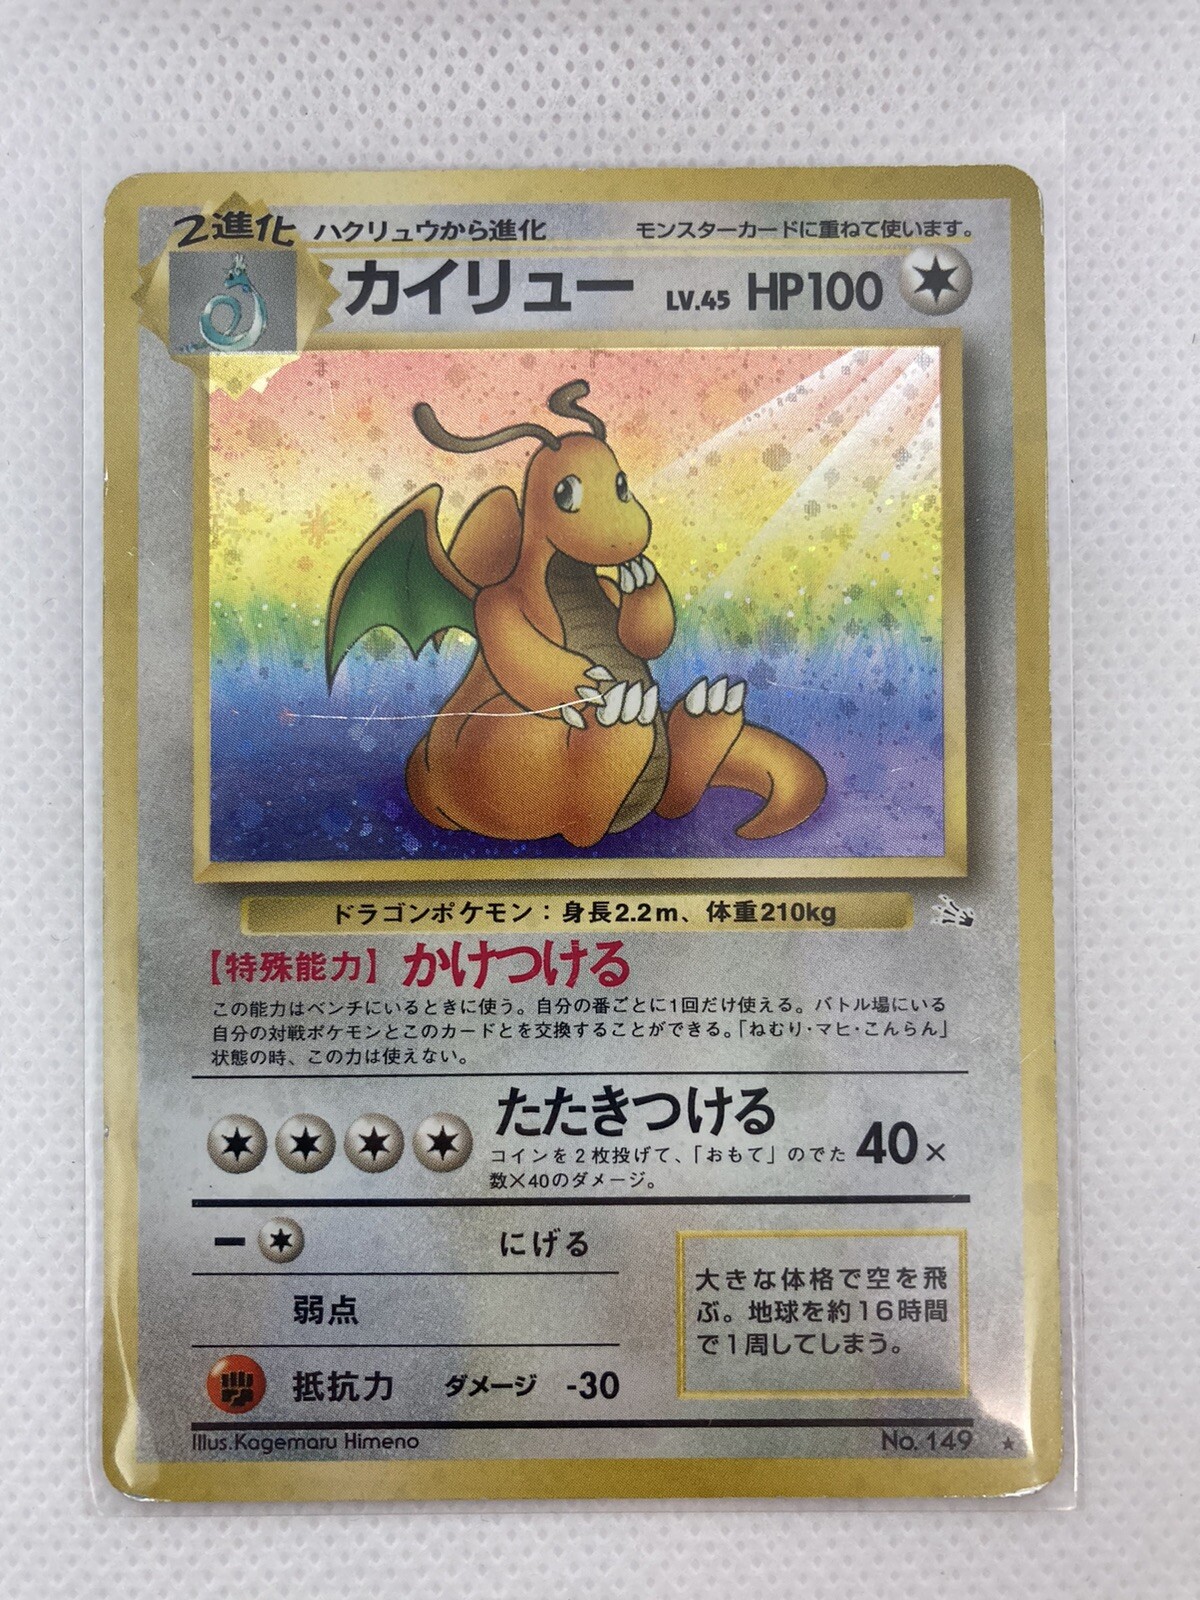 2進化 ハクリュウから進化 モンスターカードに重ねて使います。
カイリュー LV.45 HP100
ドラゴンポケモン：身長2.2m、体重210kg
【特殊能力】かけつける
この能力はベンチにいるときに使う。自分の番ごとに1回だけ使える。バトル場にいる
自分の対戦ポケモンとこのカードとを交換することができる。「ねむり・マヒ・こんらん」
状態の時、この力は使えない。
たたきつける 40×
コインを2枚投げて、「おもて」のでた
数×40のダメージ。
にげる
弱点
抵抗力 ダメージ -30
大きな体格で空を飛
ぶ。地球を約16時間
で1周してしまう。
Illus.Kagemaru Himeno No. 149 ★